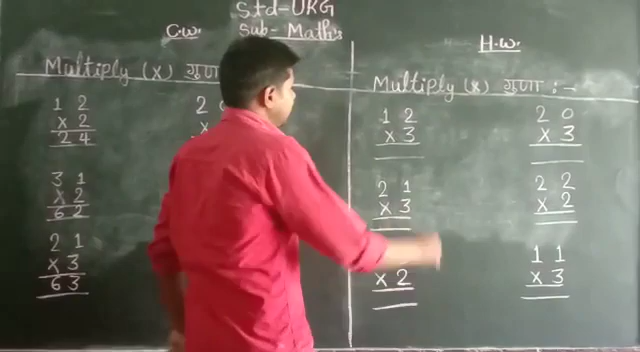 Std-UKG
C.w. Sub- Maths
Multiply (x) गुणा
1 2
x 2
2 4
3 1
x 2
6 2
2 1
x 3
6 3
2
x
H.w.
Multiply (x) गुणा :-
1 2
x 3
2 0
x 3
2 1
x 3
2 2
x 2
x 2
1 1
x 3